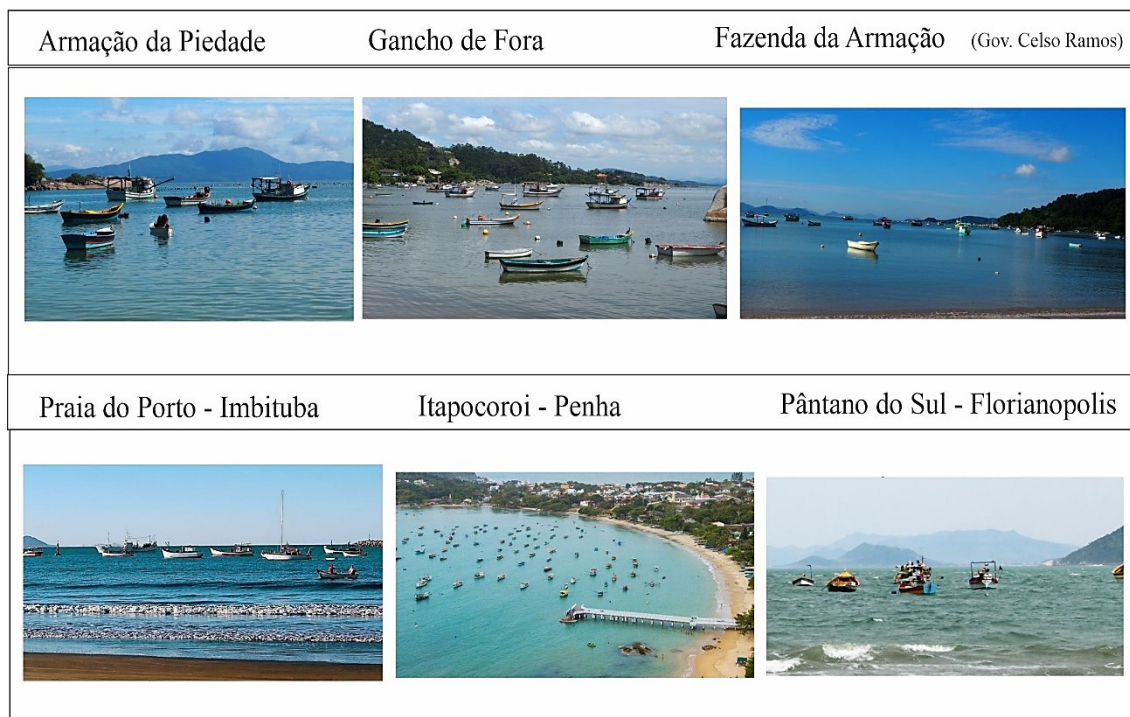 Armação da Piedade
Gancho de Fora
Fazenda da Armação (Gov. Celso Ramos)
Praia do Porto - Imbituba
Itapocoroi - Penha
Pântano do Sul - Florianopolis